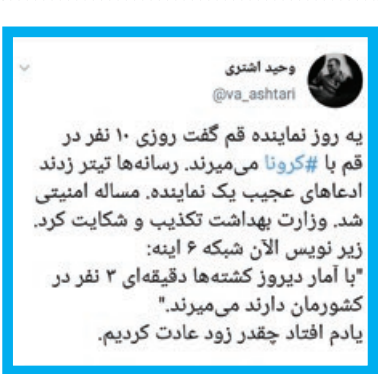 وحید اشتری
@va_ashtari
یه روز نماینده قم گفت روزی ۱۰ نفر در
قم با #کرونا می‌میرند. رسانه‌ها تیتر زدند
ادعاهای عجیب یک نماینده. مساله امنیتی
شد. وزارت بهداشت تکذیب و شکایت کرد.
زیر نویس الآن شبکه ۶ اینه:
"با آمار دیروز کشته‌ها دقیقه‌ای ۳ نفر در
کشورمان دارند می‌میرند."
یادم افتاد چقدر زود عادت کردیم.